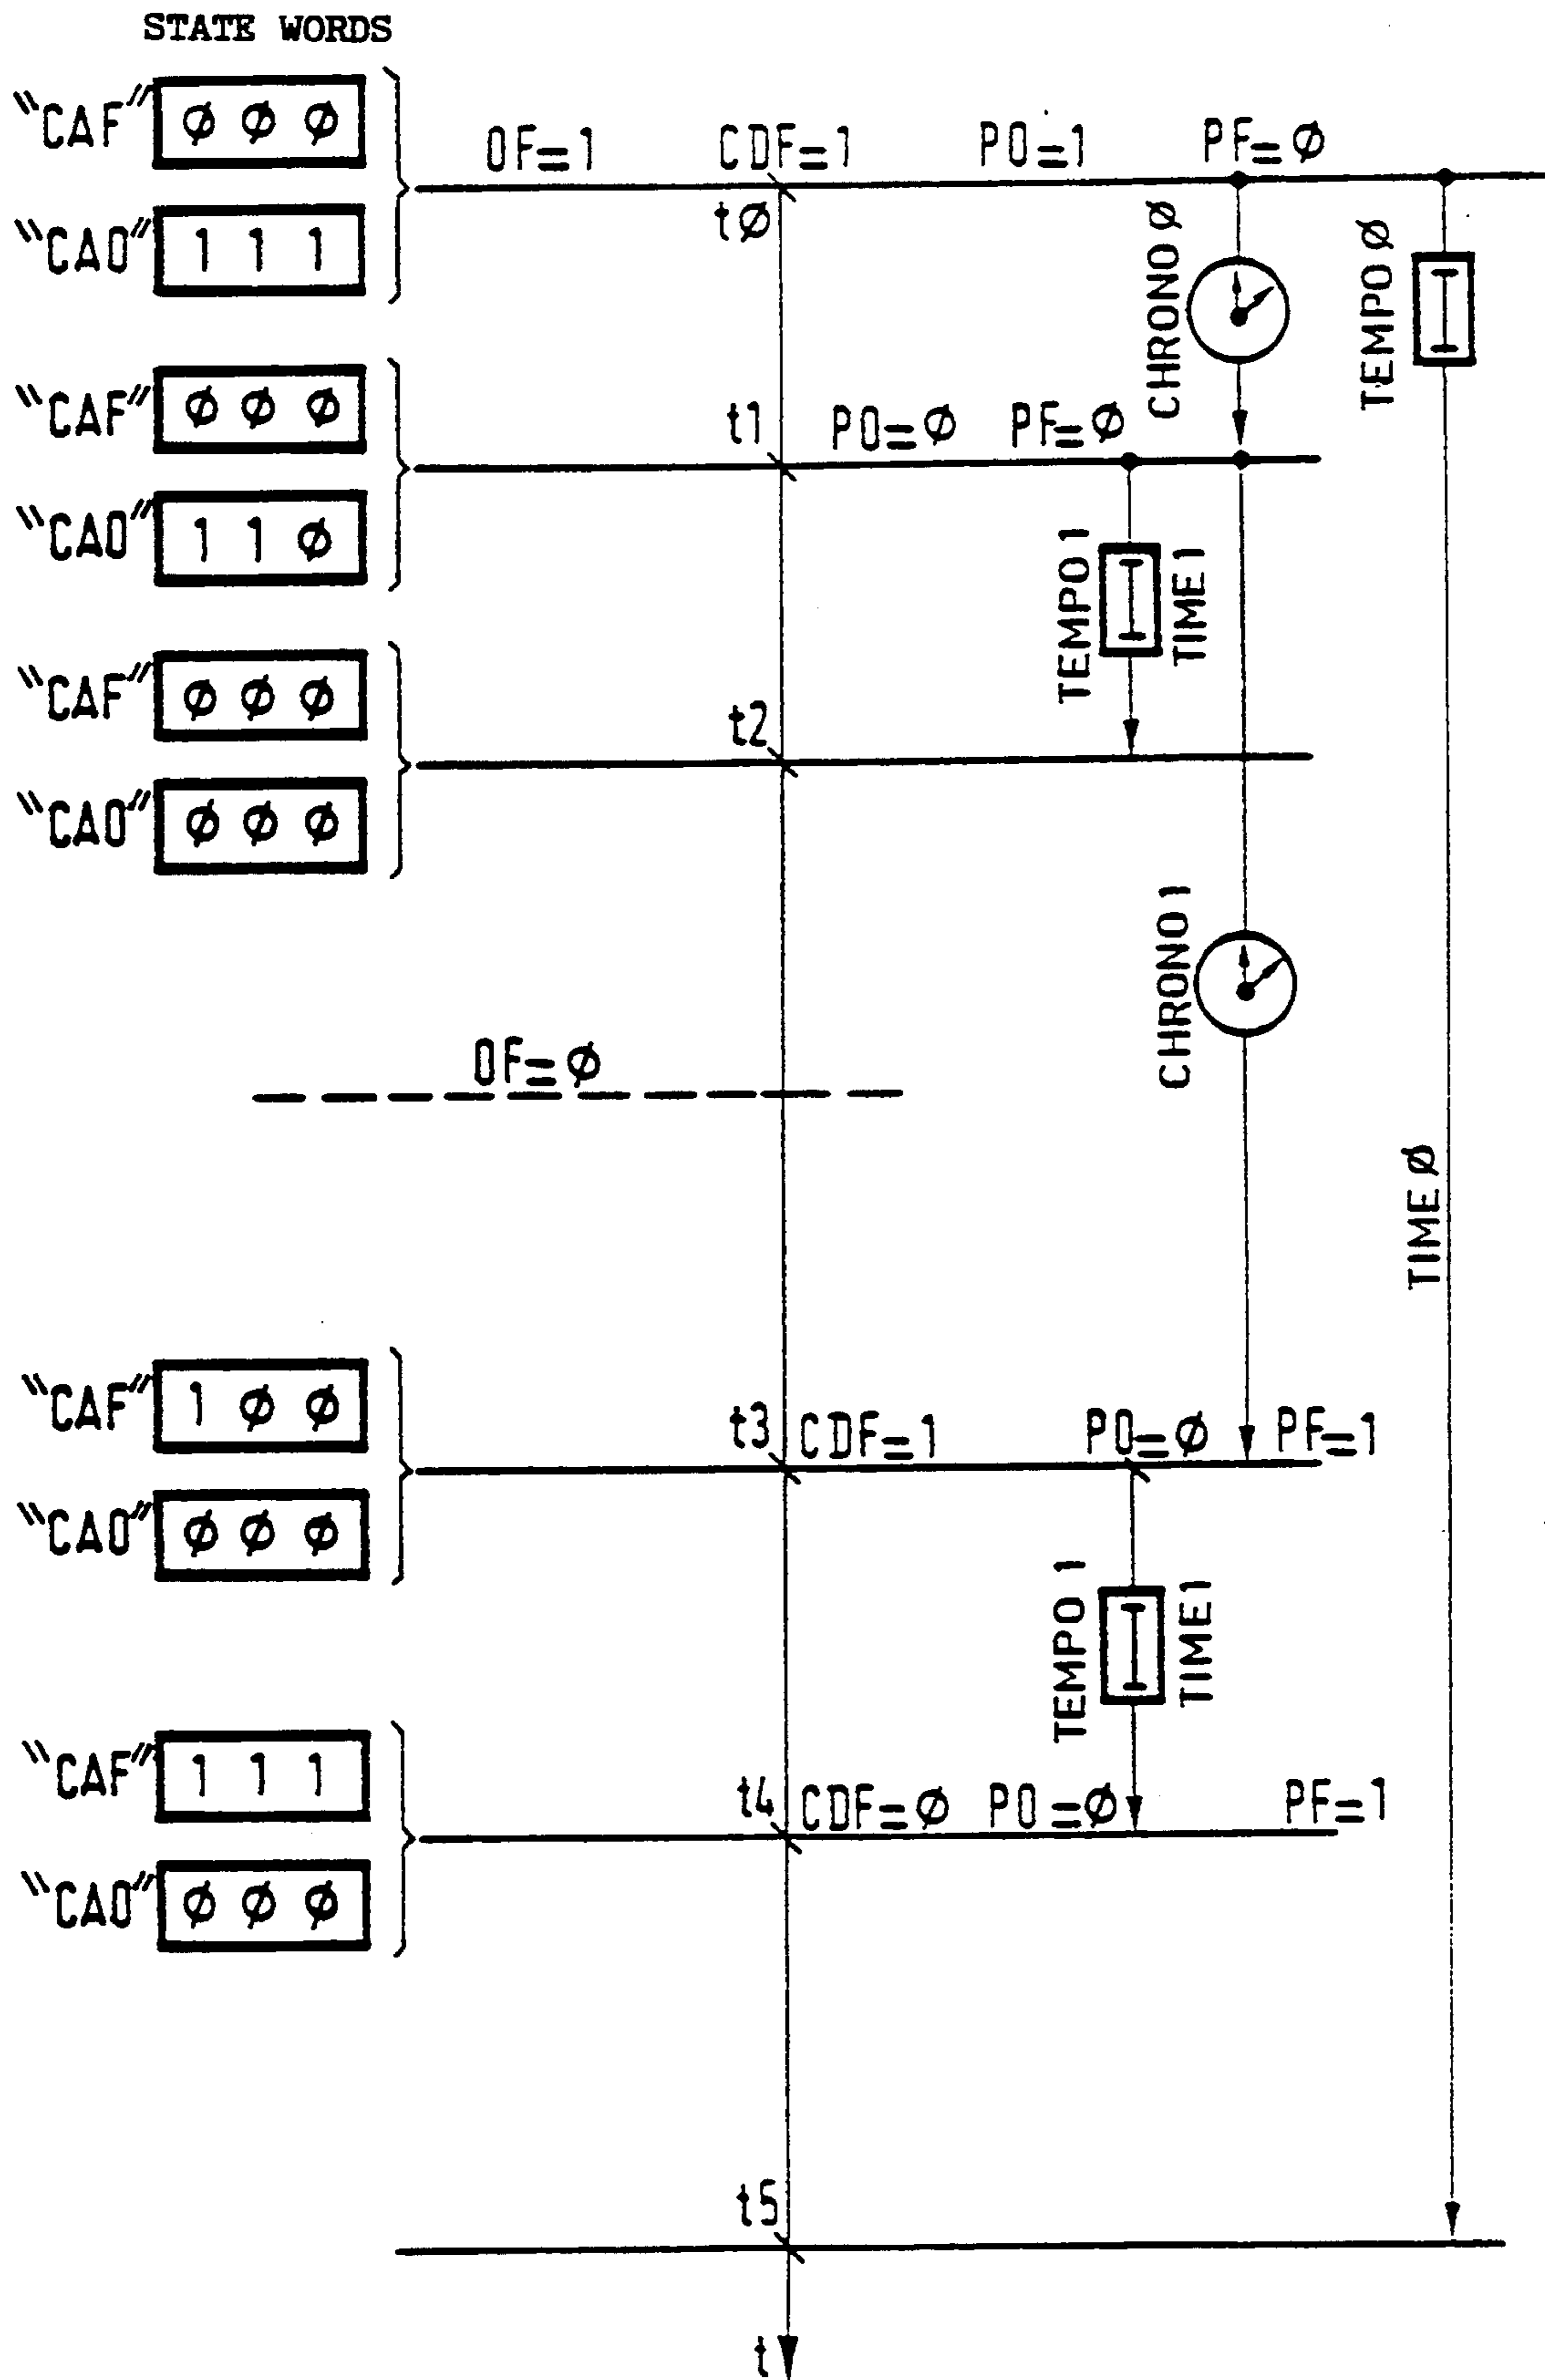 STATE WORDS
"CAF" Ø Ø Ø
OF=1 CDF=1 PO=1 PF=Ø
tØ
"CAO" 1 1 1
CHRONO Ø
TEMPO Ø
"CAF" Ø Ø Ø
t1 PO=Ø PF=Ø
"CAO" 1 1 Ø
TEMPO 1
TIME 1
"CAF" Ø Ø Ø
t2
"CAO" Ø Ø Ø
CHRONO 1
OF=Ø
TIME Ø
"CAF" 1 Ø Ø
t3 CDF=1 PO=Ø PF=1
"CAO" Ø Ø Ø
TEMPO 1
TIME 1
"CAF" 1 1 1
t4 CDF=Ø PO=Ø PF=1
"CAO" Ø Ø Ø
t5
t